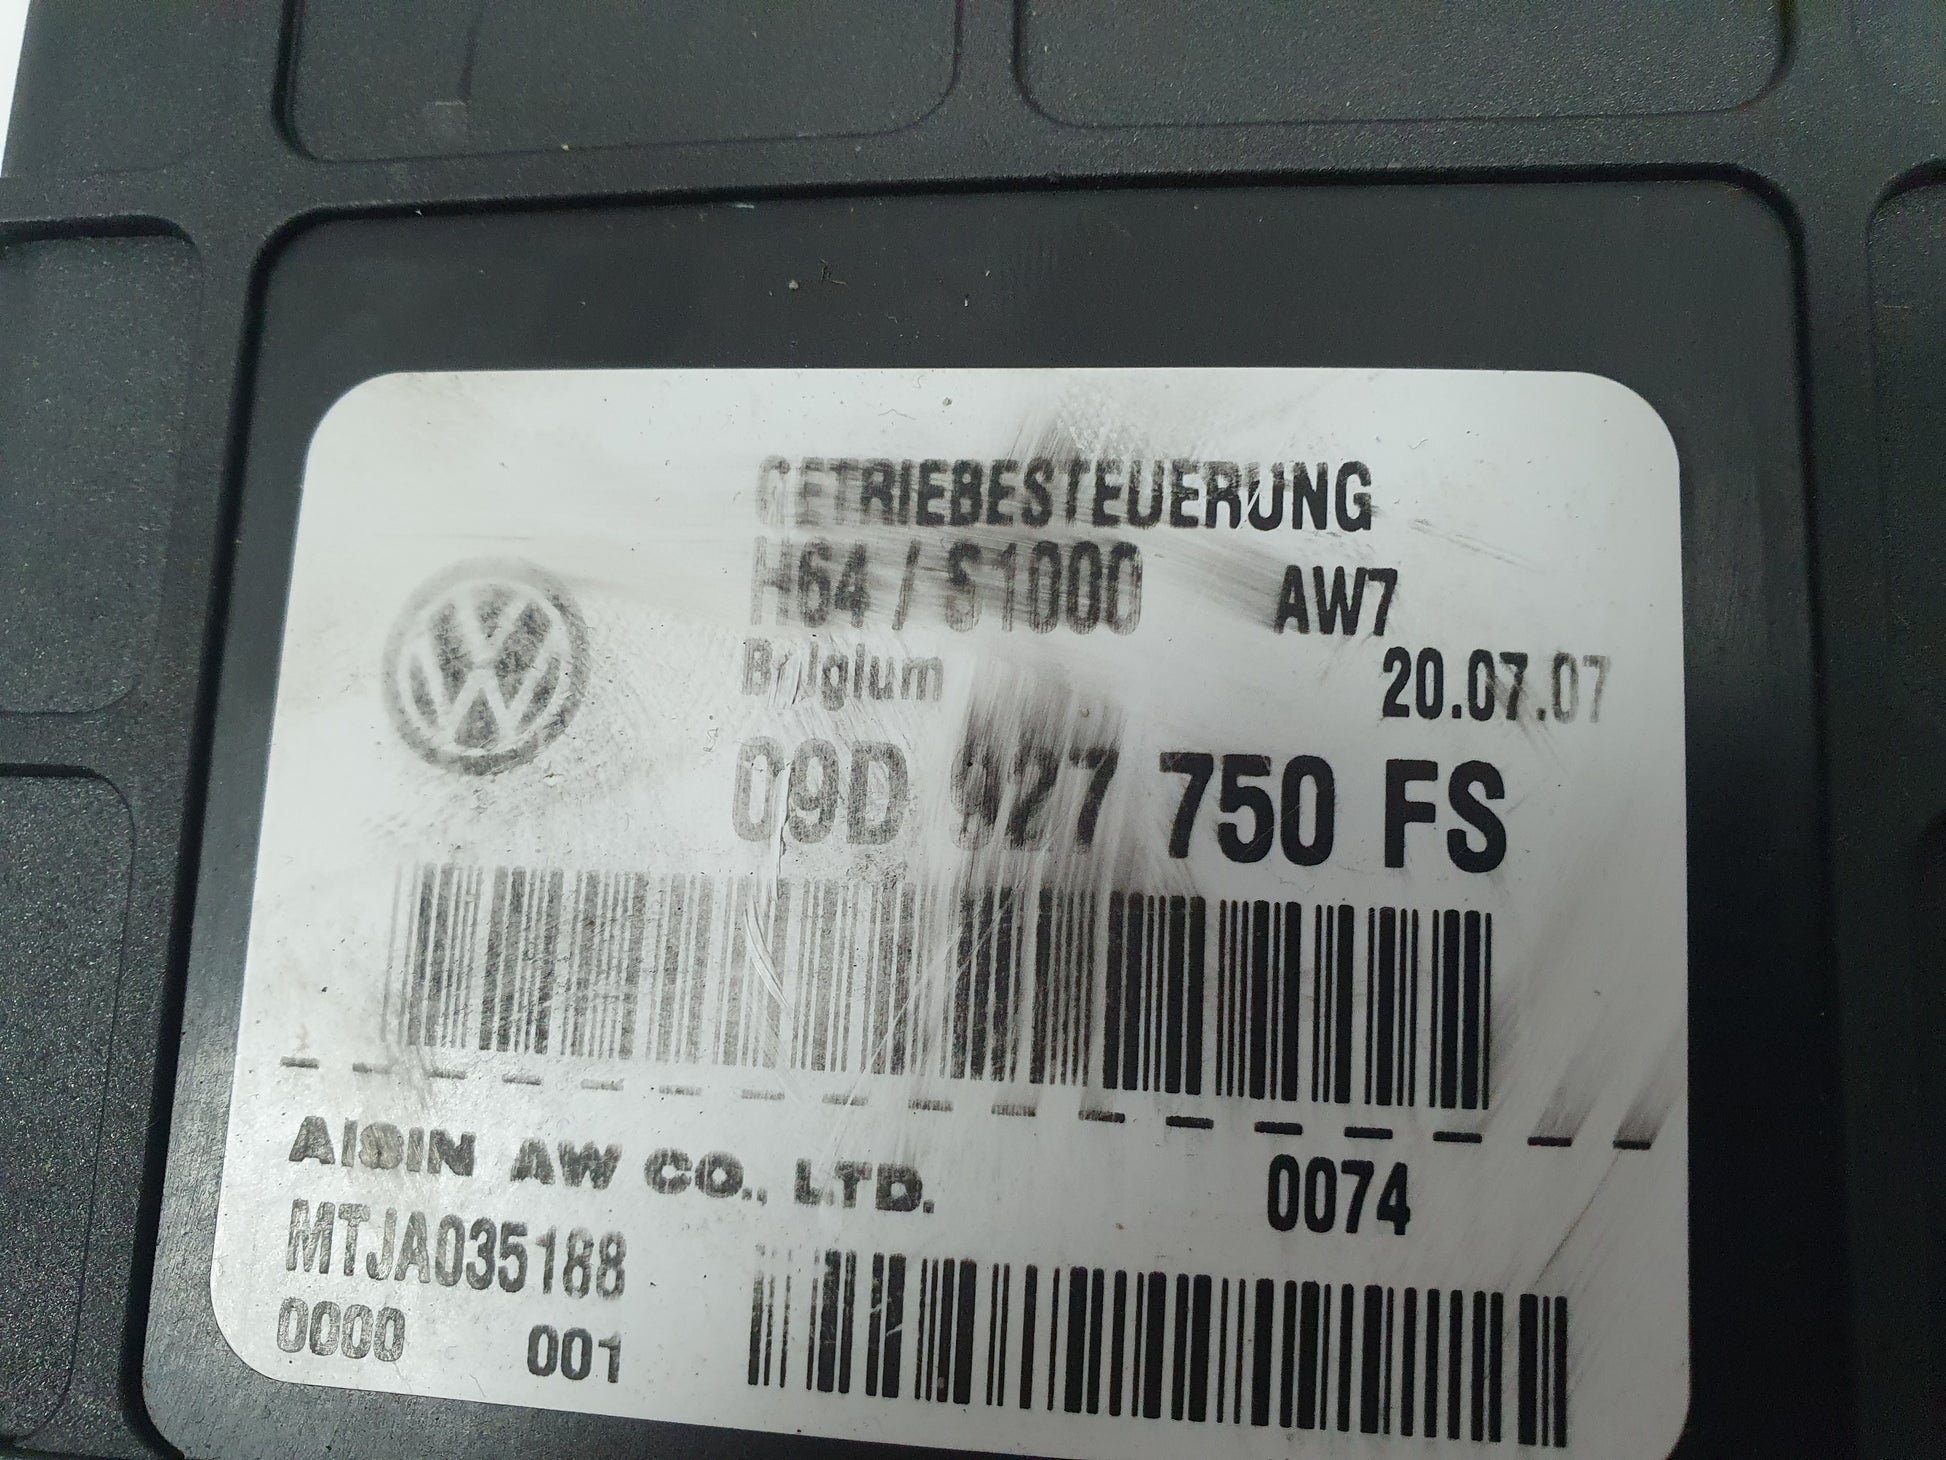 GETRIEBESTEUERUNG
H64 / S1000 AW7
Belgium 20.07.07
09D 927 750 FS
AISIN AW CO., LTD. 0074
MTJA035188
0000 001